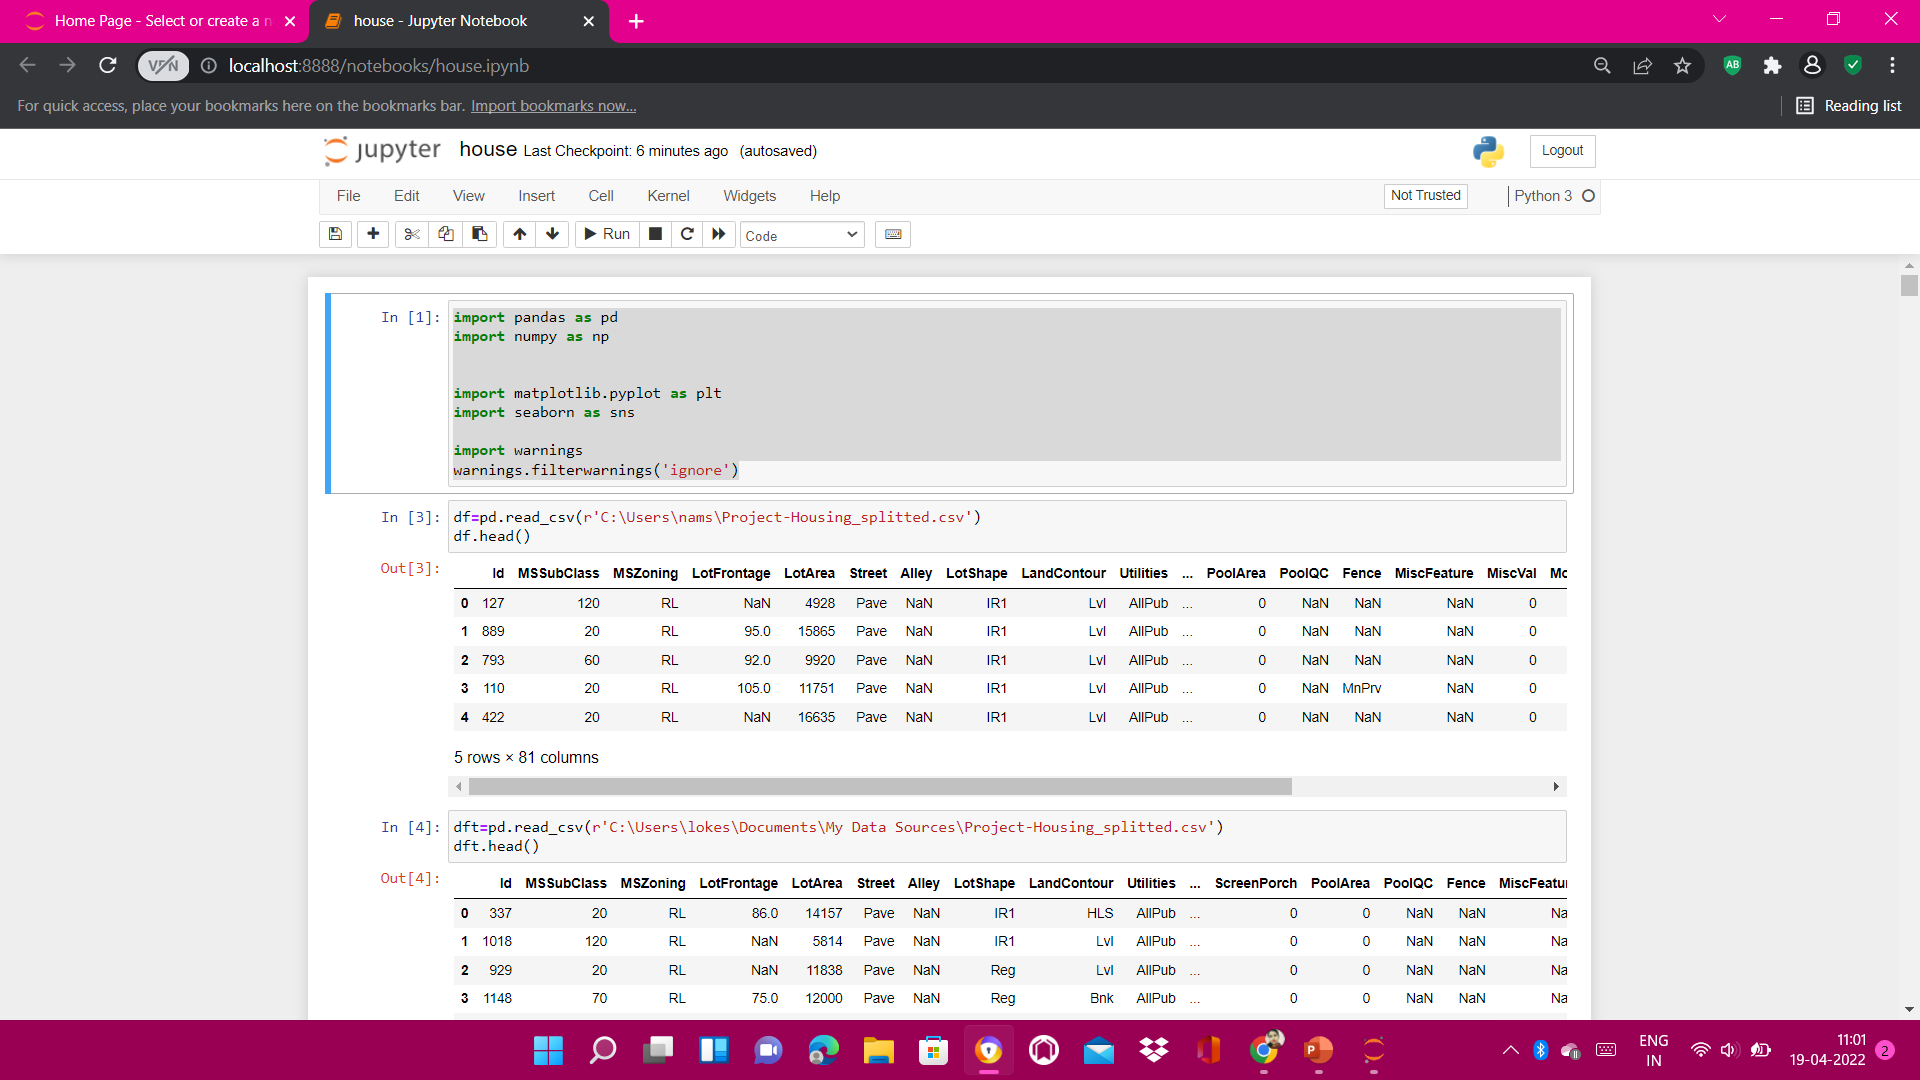 Home Page - Select or create a n
house - Jupyter Notebook
VPN
localhost:8888/notebooks/house.ipynb
AB
For quick access, place your bookmarks here on the bookmarks bar. Import bookmarks now...
Reading list
jupyter house Last Checkpoint: 6 minutes ago (autosaved)
Logout
File Edit View Insert Cell Kernel Widgets Help
Not Trusted
Python 3
Run
Code
In [1]:
import pandas as pd
import numpy as np
import matplotlib.pyplot as plt
import seaborn as sns
import warnings
warnings.filterwarnings('ignore')
In [3]:
df=pd.read_csv(r'C:\Users\nams\Project-Housing_splitted.csv')
df.head()
Out[3]:
Id MSSubClass MSZoning LotFrontage LotArea Street Alley LotShape LandContour Utilities ... PoolArea PoolQC Fence MiscFeature MiscVal Mc
0 127 120 RL NaN 4928 Pave NaN IR1 Lvl AllPub ... 0 NaN NaN NaN 0
1 889 20 RL 95.0 15865 Pave NaN IR1 Lvl AllPub ... 0 NaN NaN NaN 0
2 793 60 RL 92.0 9920 Pave NaN IR1 Lvl AllPub ... 0 NaN NaN NaN 0
3 110 20 RL 105.0 11751 Pave NaN IR1 Lvl AllPub ... 0 NaN MnPrv NaN 0
4 422 20 RL NaN 16635 Pave NaN IR1 Lvl AllPub ... 0 NaN NaN NaN 0
5 rows × 81 columns
In [4]:
dft=pd.read_csv(r'C:\Users\lokes\Documents\My Data Sources\Project-Housing_splitted.csv')
dft.head()
Out[4]:
Id MSSubClass MSZoning LotFrontage LotArea Street Alley LotShape LandContour Utilities ... ScreenPorch PoolArea PoolQC Fence MiscFeatu
0 337 20 RL 86.0 14157 Pave NaN IR1 HLS AllPub ... 0 0 NaN NaN Na
1 1018 120 RL NaN 5814 Pave NaN IR1 Lvl AllPub ... 0 0 NaN NaN Na
2 929 20 RL NaN 11838 Pave NaN Reg Lvl AllPub ... 0 0 NaN NaN Na
3 1148 70 RL 75.0 12000 Pave NaN Reg Bnk AllPub ... 0 0 NaN NaN Na
ENG
IN
11:01
19-04-2022
2